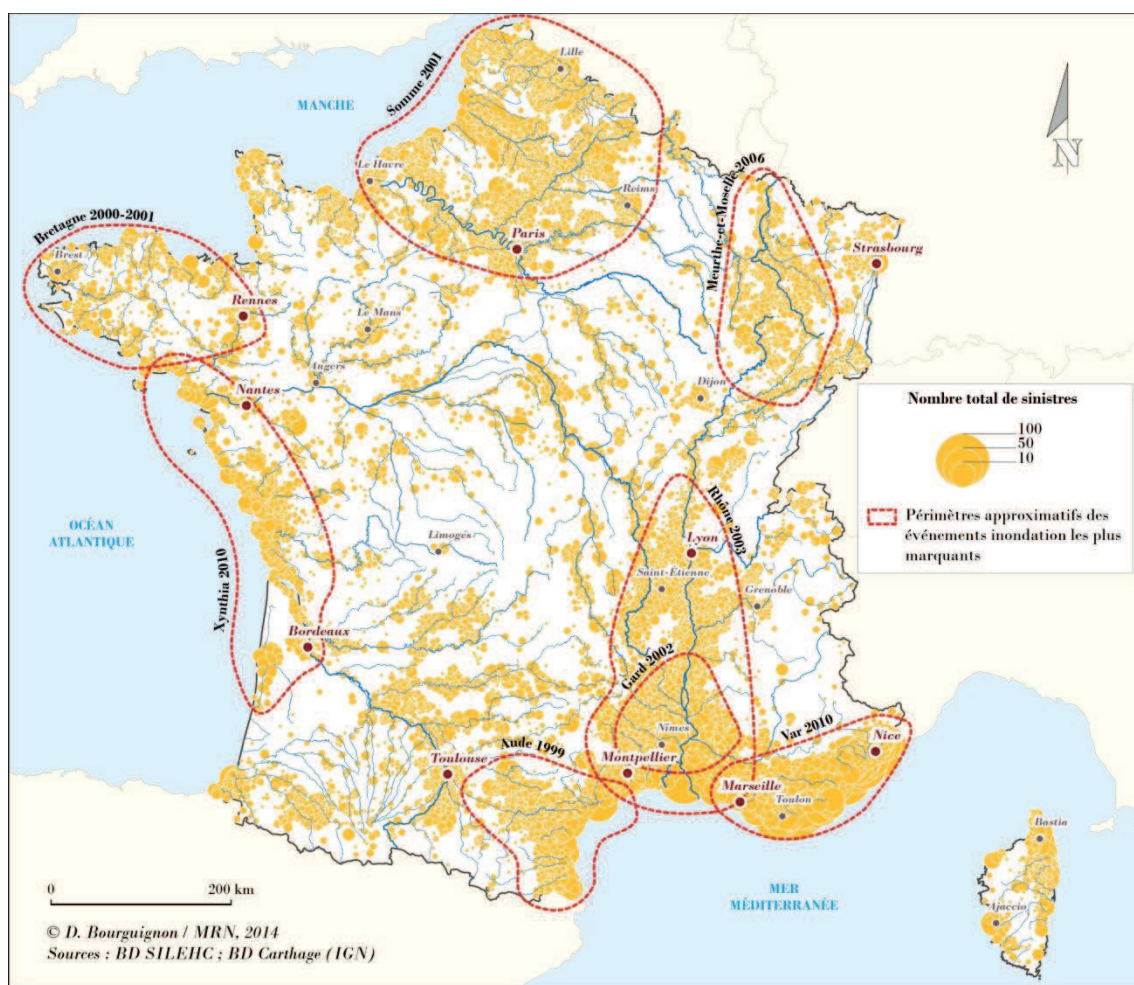 Lille
Somme 2001
MANCHE
N
Le Havre
Reims
Meurthe-et-Moselle 2006
Bretagne 2000-2001
Paris
Strasbourg
Brest
Rennes
Le Mans
Angers
Dijon
Nantes
Nombre total de sinistres
100
50
10
Périmètres approximatifs des
événements inondation les plus
marquants
Rhône 2003
OCÉAN
ATLANTIQUE
Limoges
Lyon
Saint-Étienne
Grenoble
Xynthia 2010
Bordeaux
Gard 2002
Nîmes
Var 2010
Nice
Aude 1999
Toulouse
Montpellier
Marseille
Toulon
Bastia
Ajaccio
MER
MÉDITERRANÉE
0 200 km
© D. Bourguignon / MRN, 2014
Sources : BD SILEHC ; BD Carthage (IGN)